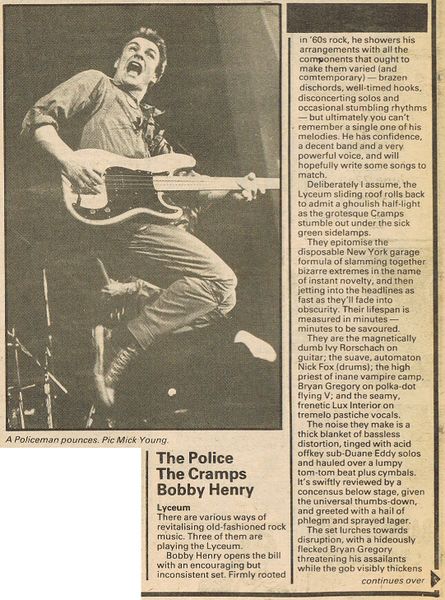 A Policeman pounces. Pic Mick Young.
The Police
The Cramps
Bobby Henry
Lyceum
There are various ways of
revitalising old-fashioned rock
music. Three of them are
playing the Lyceum.
Bobby Henry opens the bill
with an encouraging but
inconsistent set. Firmly rooted
in '60s rock, he showers his
arrangements with all the
components that ought to
make them varied (and
comtemporary) — brazen
dischords, well-timed hooks,
disconcerting solos and
occasional stumbling rhythms
— but ultimately you can't
remember a single one of his
melodies. He has confidence,
a decent band and a very
powerful voice, and will
hopefully write some songs to
match.
Deliberately I assume, the
Lyceum sliding roof rolls back
to admit a ghoulish half-light
as the grotesque Cramps
stumble out under the sick
green sidelamps.
They epitomise the
disposable New York garage
formula of slamming together
bizarre extremes in the name
of instant novelty, and then
jetting into the headlines as
fast as they'll fade into
obscurity. Their lifespan is
measured in minutes —
minutes to be savoured.
They are the magnetically
dumb Ivy Rorschach on
guitar; the suave, automaton
Nick Fox (drums); the high
priest of inane vampire camp,
Bryan Gregory on polka-dot
flying V; and the seamy,
frenetic Lux Interior on
tremelo pastiche vocals.
The noise they make is a
thick blanket of bassless
distortion, tinged with acid
offkey sub-Duane Eddy solos
and hauled over a lumpy
tom-tom beat plus cymbals.
It's swiftly reviewed by a
concensus below stage, given
the universal thumbs-down,
and greeted with a hail of
phlegm and sprayed lager.
The set lurches towards
disruption, with a hideously
flecked Bryan Gregory
threatening his assailants
while the gob visibly thickens
continues over